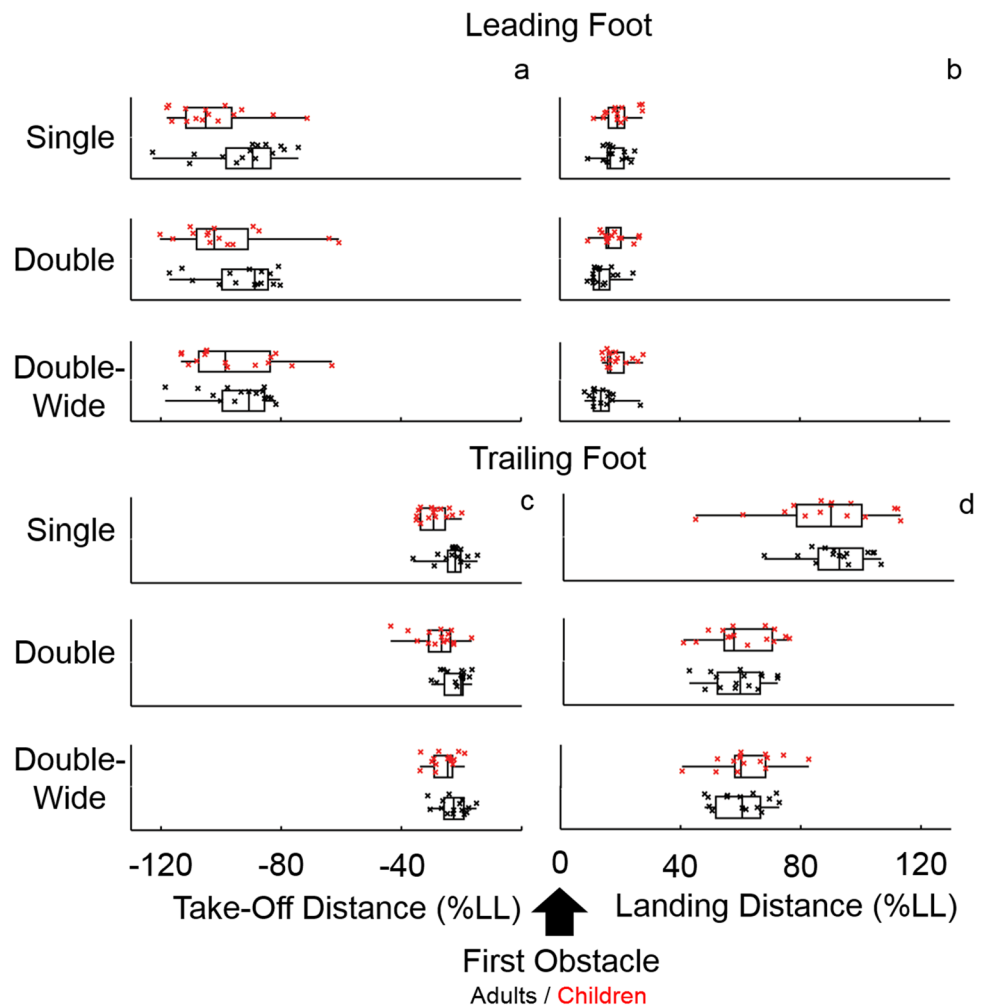 Leading Foot
a
b
Single
Double
Double-
Wide
Trailing Foot
c
d
Single
Double
Double-
Wide
-120 -80 -40 0 40 80 120
Take-Off Distance (%LL) Landing Distance (%LL)
First Obstacle
Adults / Children